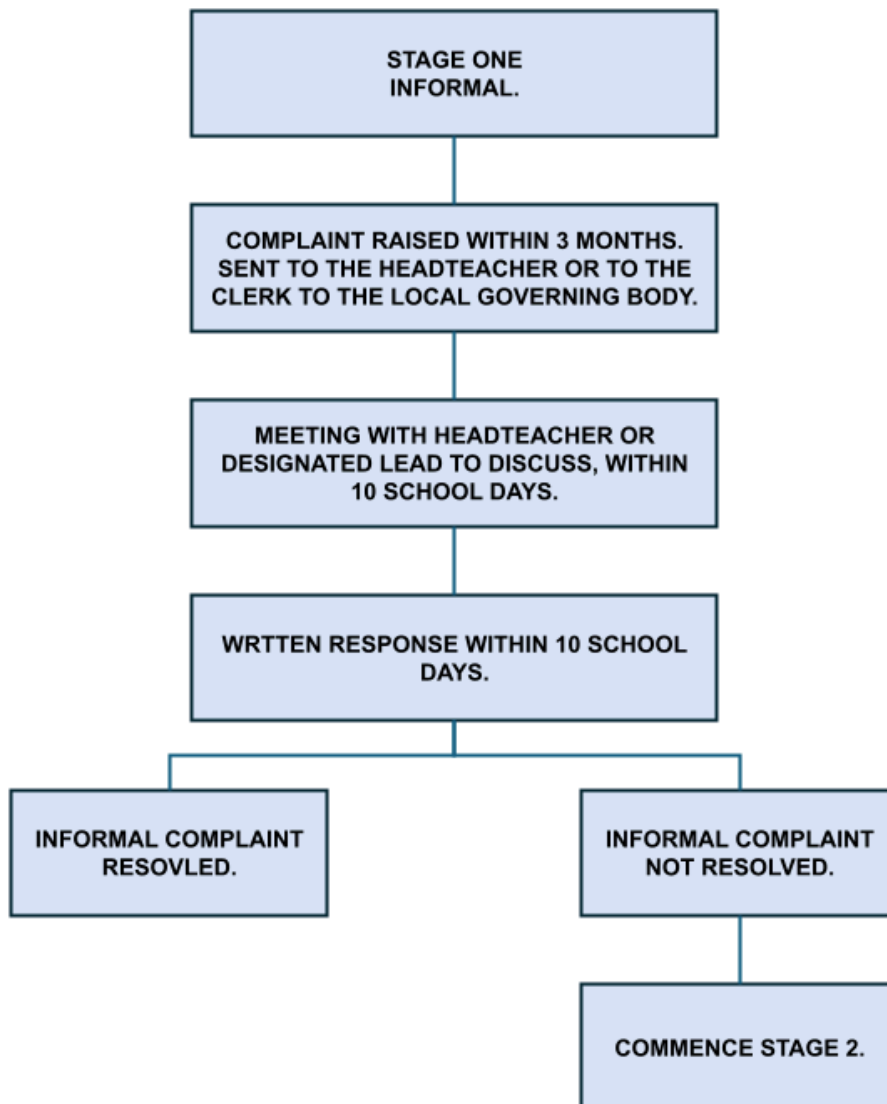 STAGE ONE
INFORMAL.
COMPLAINT RAISED WITHIN 3 MONTHS.
SENT TO THE HEADTEACHER OR TO THE
CLERK TO THE LOCAL GOVERNING BODY.
MEETING WITH HEADTEACHER OR
DESIGNATED LEAD TO DISCUSS, WITHIN
10 SCHOOL DAYS.
WRTTEN RESPONSE WITHIN 10 SCHOOL
DAYS.
INFORMAL COMPLAINT
RESOVLED.
INFORMAL COMPLAINT
NOT RESOLVED.
COMMENCE STAGE 2.